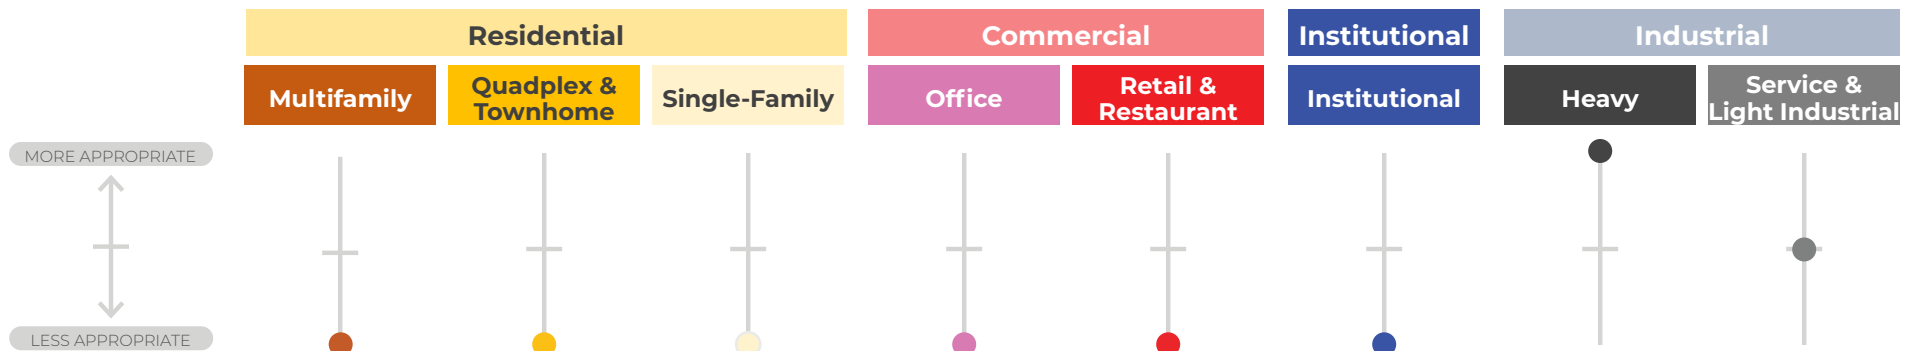 Residential
Commercial
Institutional
Industrial
Multifamily
Quadplex &
Townhome
Single-Family
Office
Retail &
Restaurant
Institutional
Heavy
Service &
Light Industrial
MORE APPROPRIATE
LESS APPROPRIATE